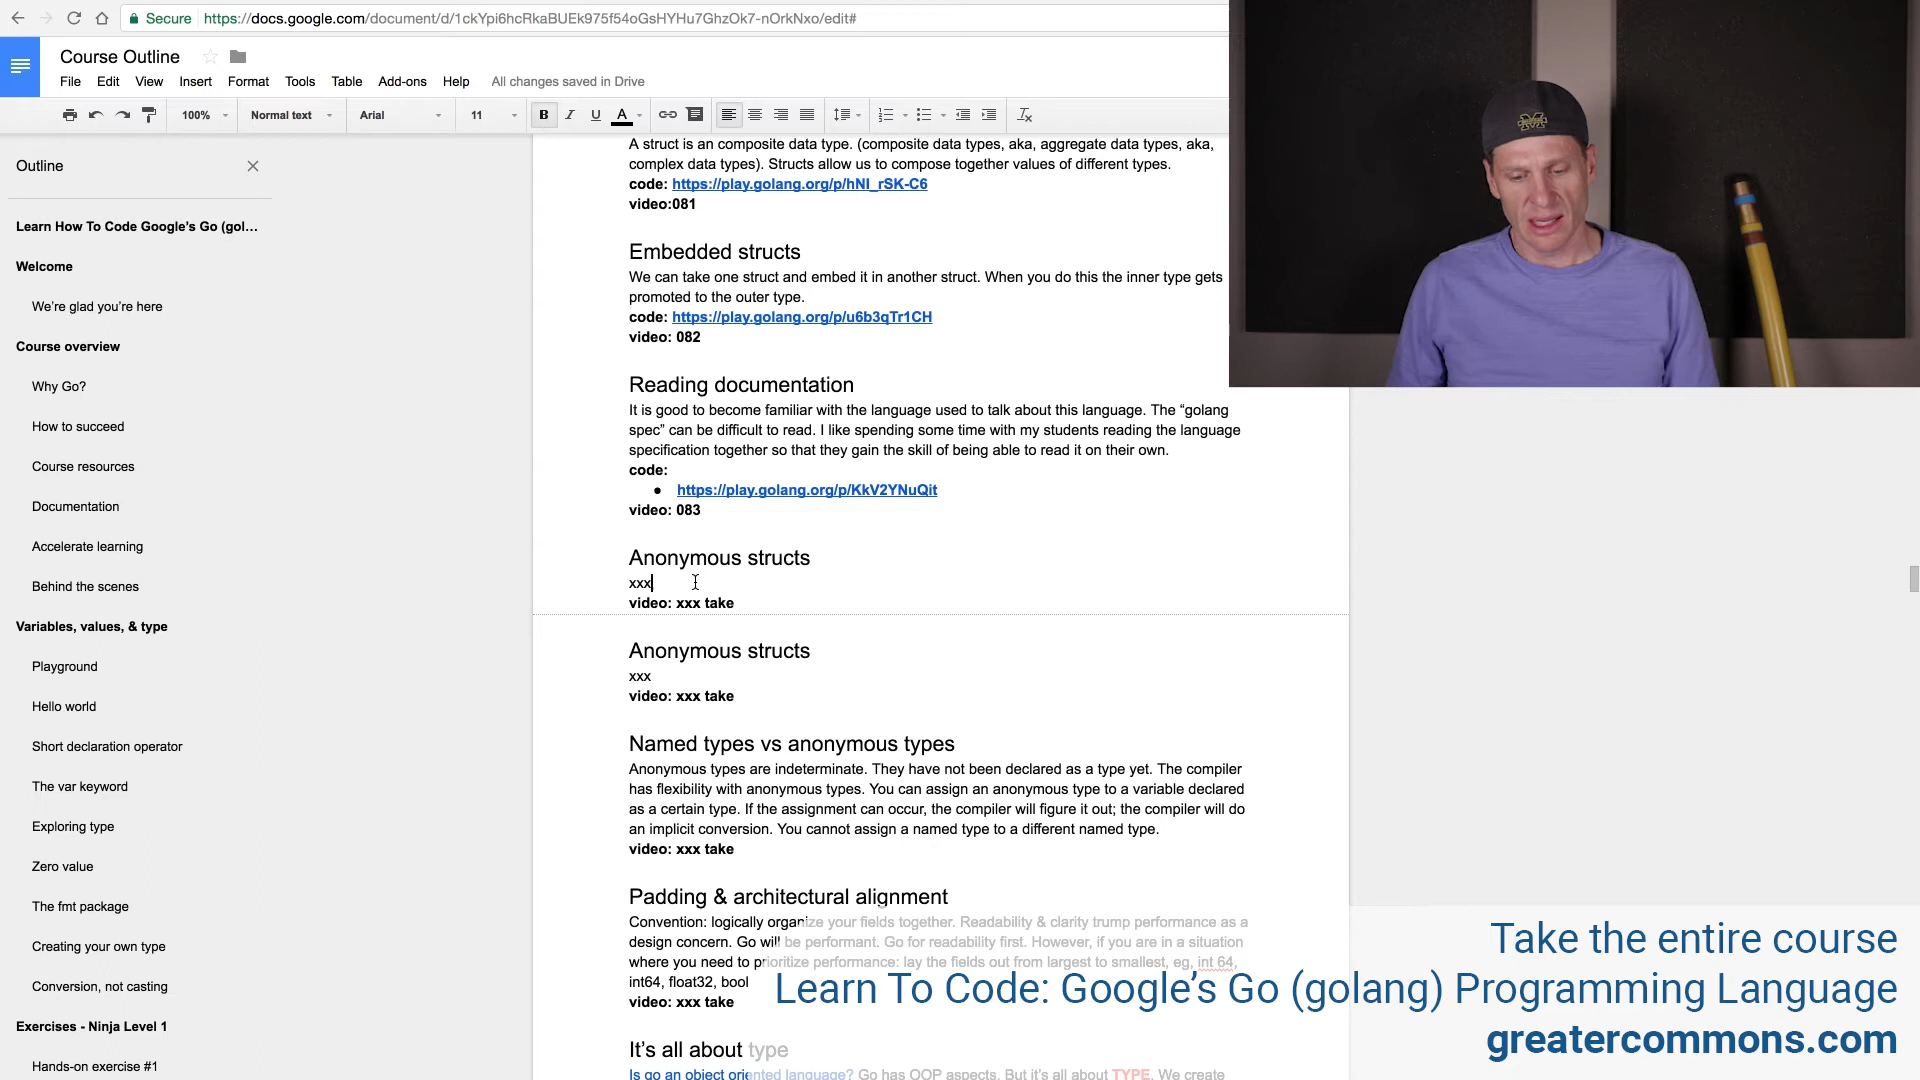 Secure https://docs.google.com/document/d/1ckYpi6hcRkaBUEk975f54oGsHYHu7GhzOk7-nOrkNxo/edit#
Course Outline
File Edit View Insert Format Tools Table Add-ons Help All changes saved in Drive
100% Normal text Arial 11 B I U A
Outline
Learn How To Code Google’s Go (gol...
Welcome
We’re glad you’re here
Course overview
Why Go?
How to succeed
Course resources
Documentation
Accelerate learning
Behind the scenes
Variables, values, & type
Playground
Hello world
Short declaration operator
The var keyword
Exploring type
Zero value
The fmt package
Creating your own type
Conversion, not casting
Exercises - Ninja Level 1
Hands-on exercise #1
A struct is an composite data type. (composite data types, aka, aggregate data types, aka,
complex data types). Structs allow us to compose together values of different types.
code: https://play.golang.org/p/hNI_rSK-C6
video:081
Embedded structs
We can take one struct and embed it in another struct. When you do this the inner type gets
promoted to the outer type.
code: https://play.golang.org/p/u6b3qTr1CH
video: 082
Reading documentation
It is good to become familiar with the language used to talk about this language. The “golang
spec” can be difficult to read. I like spending some time with my students reading the language
specification together so that they gain the skill of being able to read it on their own.
code:
● https://play.golang.org/p/KkV2YNuQit
video: 083
Anonymous structs
xxx
video: xxx take
Anonymous structs
xxx
video: xxx take
Named types vs anonymous types
Anonymous types are indeterminate. They have not been declared as a type yet. The compiler
has flexibility with anonymous types. You can assign an anonymous type to a variable declared
as a certain type. If the assignment can occur, the compiler will figure it out; the compiler will do
an implicit conversion. You cannot assign a named type to a different named type.
video: xxx take
Padding & architectural alignment
Convention: logically organize your fields together. Readability & clarity trump performance as a
design concern. Go will be performant. Go for readability first. However, if you are in a situation
where you need to prioritize performance: lay the fields out from largest to smallest, eg, int 64,
int64, float32, bool
video: xxx take
It’s all about type
Is go an object oriented language? Go has OOP aspects. But it’s all about TYPE. We create
M
Take the entire course
Learn To Code: Google’s Go (golang) Programming Language
greatercommons.com